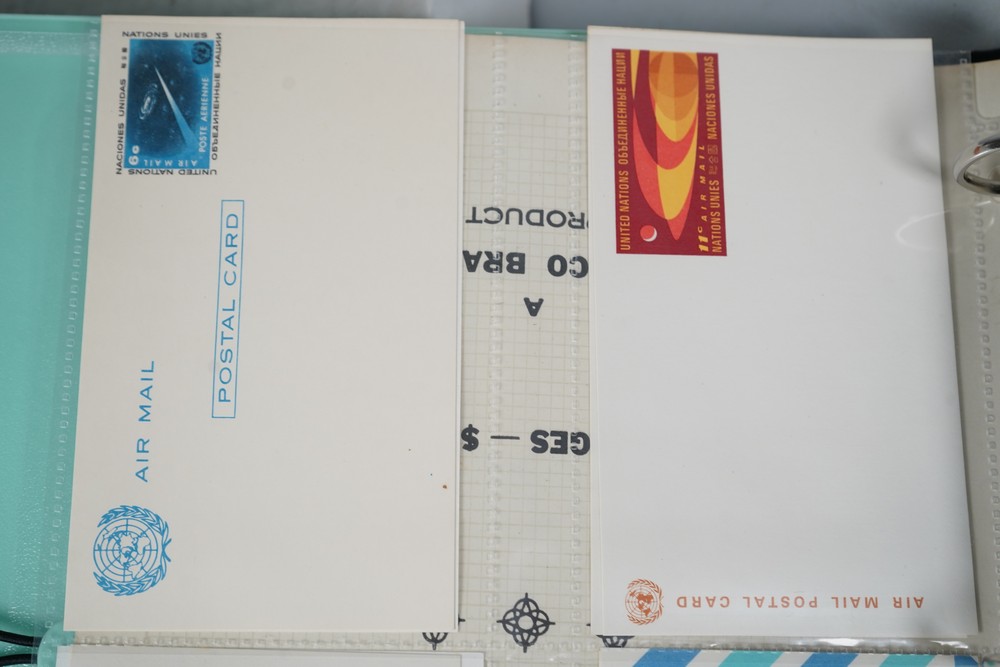 NATIONS UNIES
NACIONES UNIDAS
ОБЪЕДИНЕННЫЕ НАЦИИ
UNITED NATIONS
6c
AIR MAIL
POSTE AERIENNE
POSTAL CARD
AIR MAIL
PRODUCT
CO BRA
A
GES — $
UNITED NATIONS ОБЪЕДИНЕННЫЕ НАЦИИ
11c AIR MAIL
NATIONS UNIES NACIONES UNIDAS
AIR MAIL POSTAL CARD